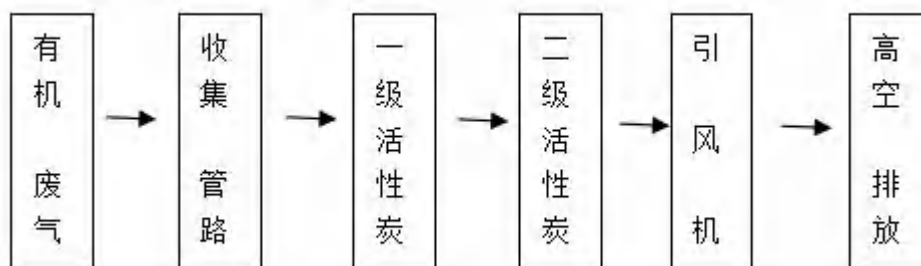 有机废气
收集管路
一级活性炭
二级活性炭
引风机
高空排放